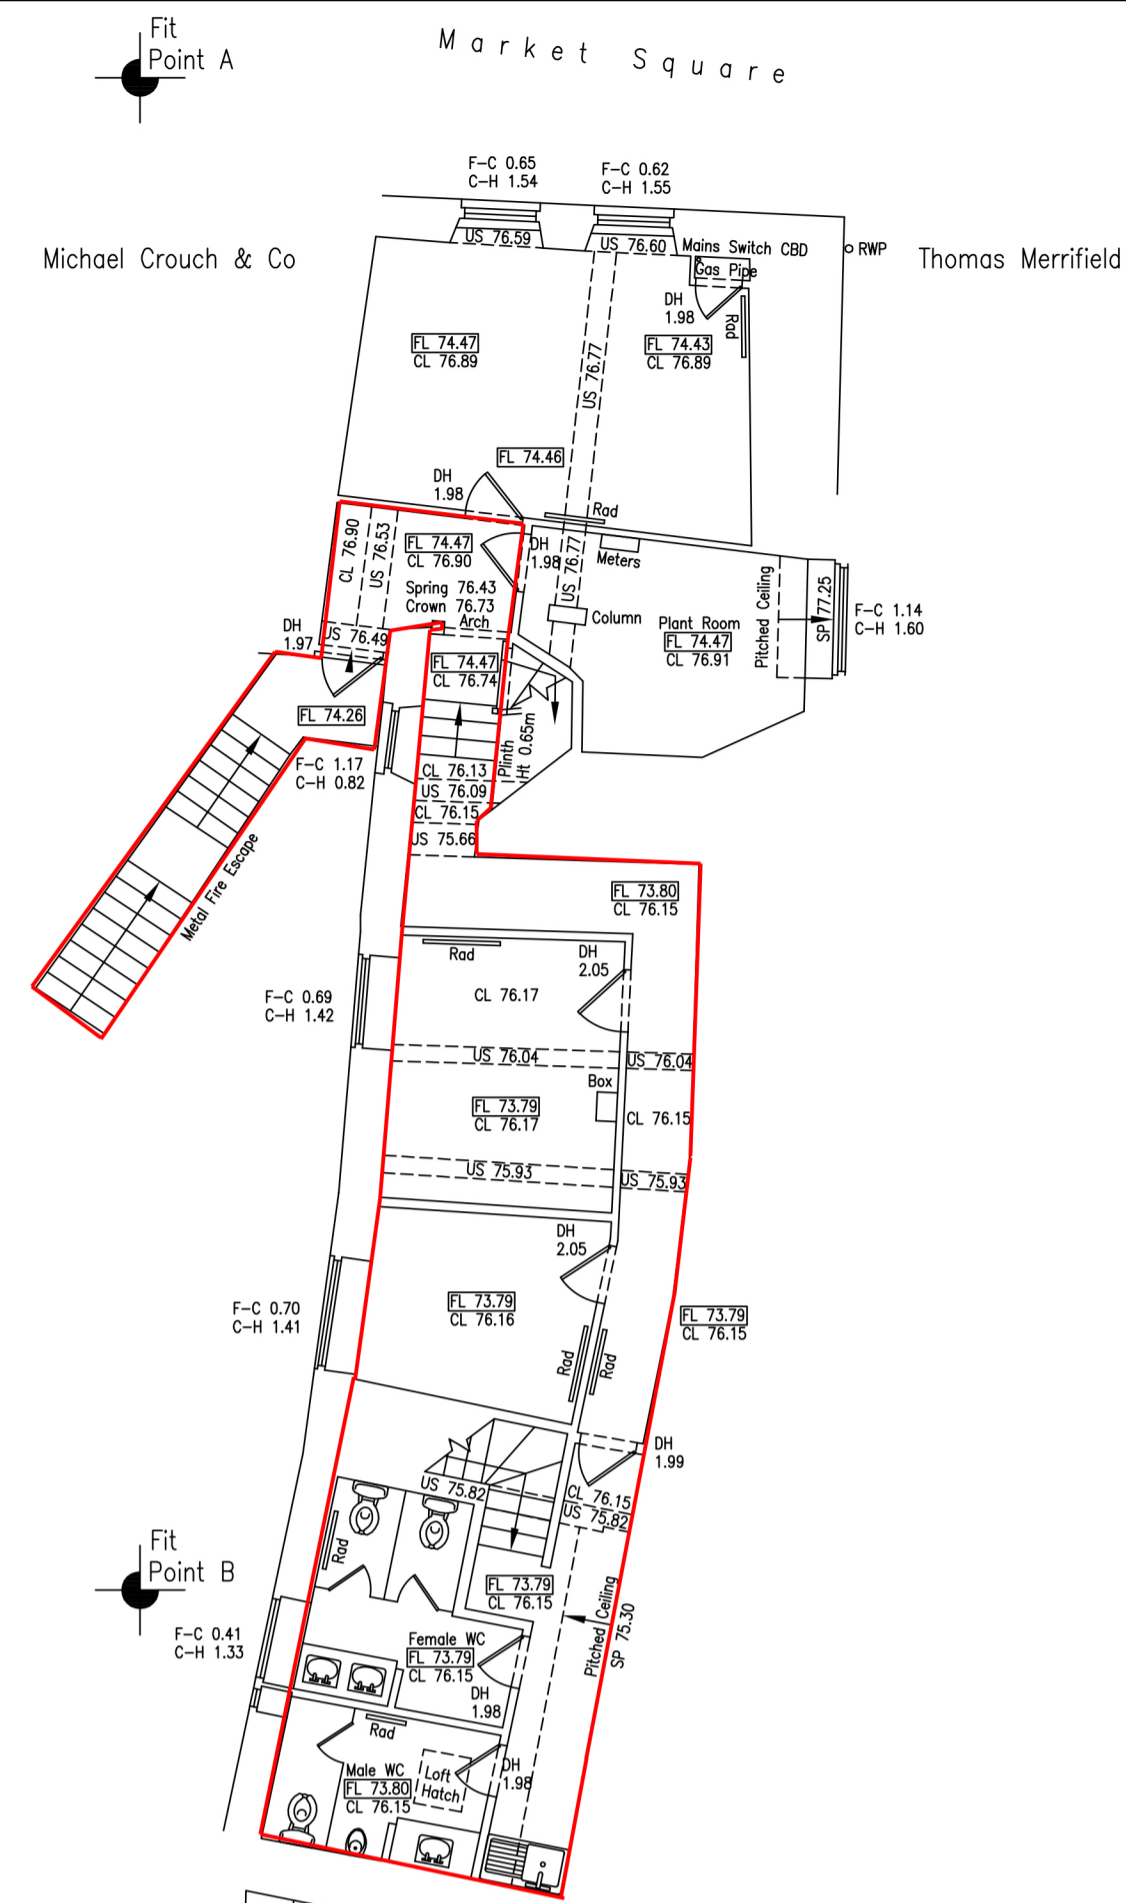 Fit
Point A
Market Square
F-C 0.65
C-H 1.54
F-C 0.62
C-H 1.55
US 76.59
US 76.60
Mains Switch CBD
RWP
Michael Crouch & Co
Thomas Merrifield
Gas Pipe
DH
1.98
Rad
FL 74.47
CL 76.89
FL 74.43
CL 76.89
US 76.77
FL 74.46
DH
1.98
Rad
CL 76.90
US 76.53
FL 74.47
CL 76.90
DH
1.98
US 76.77
Meters
Pitched Ceiling
SP 77.25
F-C 1.14
C-H 1.60
Spring 76.43
Crown 76.73
Arch
Column
Plant Room
FL 74.47
CL 76.91
DH
1.97
US 76.49
FL 74.47
CL 76.74
FL 74.26
Plinth
Ht 0.65m
F-C 1.17
C-H 0.82
CL 76.13
US 76.09
CL 76.15
US 75.66
Metal Fire Escape
FL 73.80
CL 76.15
Rad
DH
2.05
CL 76.17
F-C 0.69
C-H 1.42
US 76.04
US 76.04
Box
FL 73.79
CL 76.17
CL 76.15
US 75.93
US 75.93
DH
2.05
FL 73.79
CL 76.16
F-C 0.70
C-H 1.41
FL 73.79
CL 76.15
Rad
Rad
DH
1.99
US 75.82
CL 76.15
US 75.82
Fit
Point B
Rad
FL 73.79
CL 76.15
Pitched Ceiling
SP 75.30
F-C 0.41
C-H 1.33
Female WC
FL 73.79
CL 76.15
DH
1.98
Rad
Male WC
FL 73.80
CL 76.15
Loft
Hatch
DH
1.98